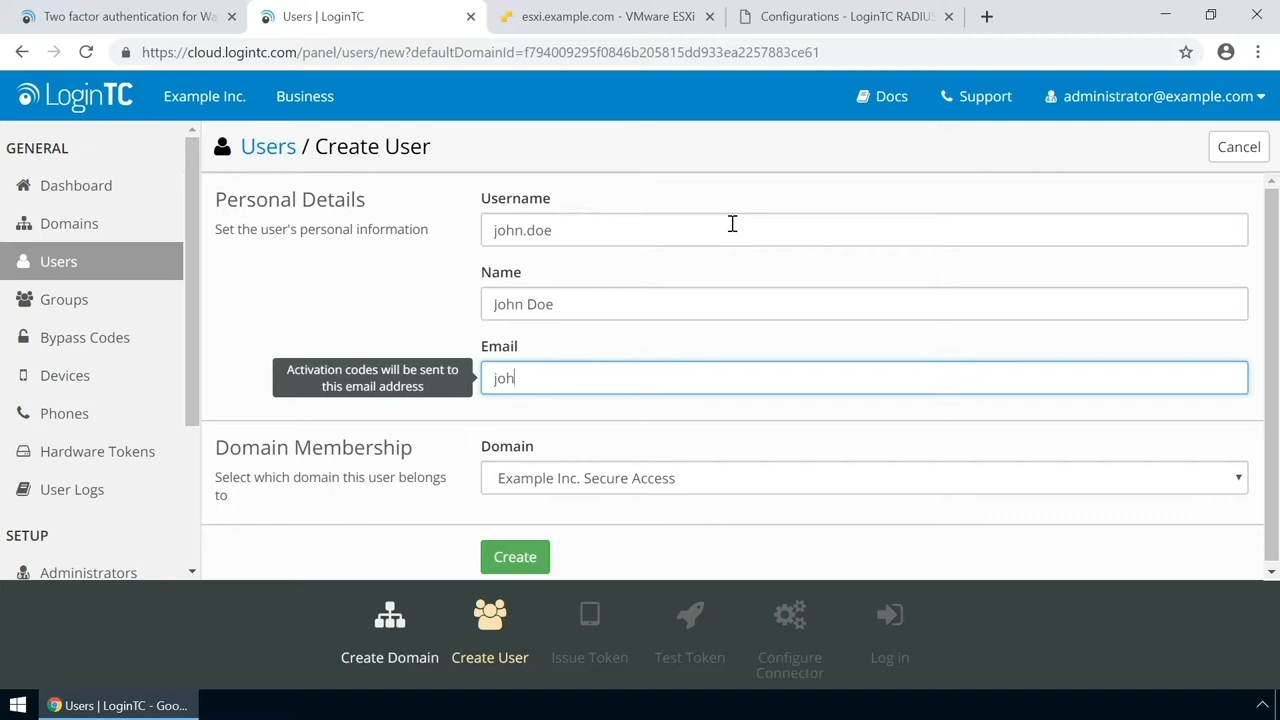 Two factor authentication for Wa
Users | LoginTC
esxi.example.com - VMware ESXi
Configurations - LoginTC RADIUS
https://cloud.logintc.com/panel/users/new?defaultDomainId=f794009295f0846b205815dd933ea2257883ce61
LoginTC
Example Inc.
Business
Docs
Support
administrator@example.com
GENERAL
Dashboard
Domains
Users
Groups
Bypass Codes
Devices
Phones
Hardware Tokens
User Logs
SETUP
Administrators
Users / Create User
Cancel
Personal Details
Set the user's personal information
Username
john.doe
Name
John Doe
Email
Activation codes will be sent to
this email address
joh
Domain Membership
Select which domain this user belongs
to
Domain
Example Inc. Secure Access
Create
Create Domain
Create User
Issue Token
Test Token
Configure
Connector
Log in
Users | LoginTC - Goo...